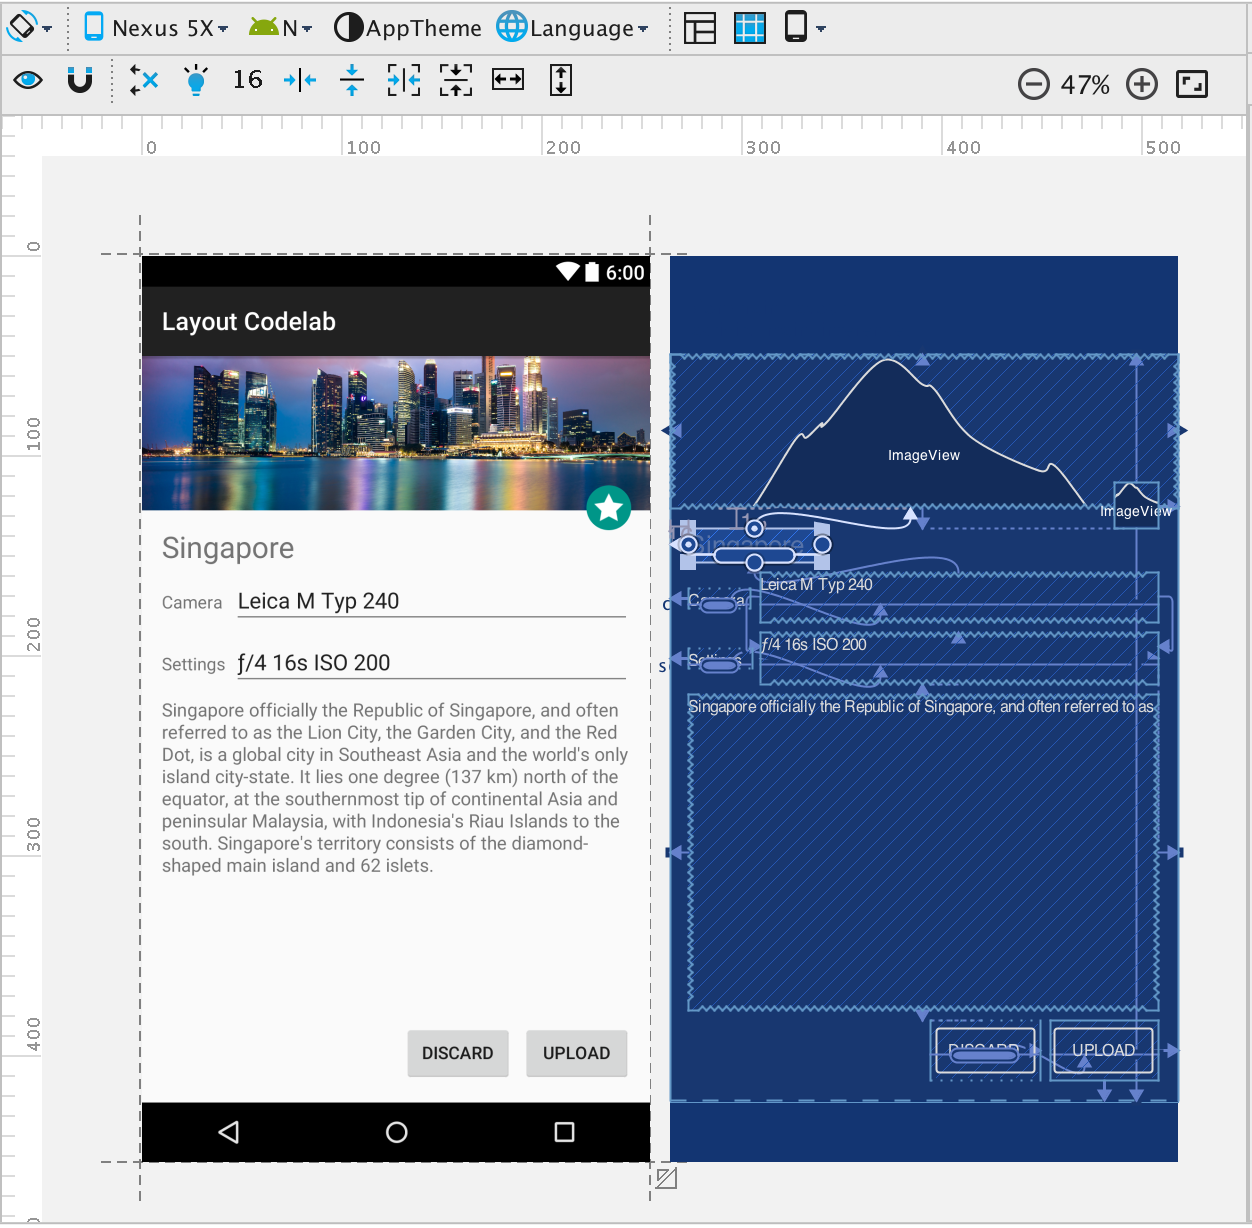 Nexus 5X N AppTheme Language
16 47%
0 100 200 300 400 500
0
100
200
300
400
6:00
Layout Codelab
Singapore
Camera Leica M Typ 240
Settings ƒ/4 16s ISO 200
Singapore officially the Republic of Singapore, and often
referred to as the Lion City, the Garden City, and the Red
Dot, is a global city in Southeast Asia and the world's only
island city-state. It lies one degree (137 km) north of the
equator, at the southernmost tip of continental Asia and
peninsular Malaysia, with Indonesia's Riau Islands to the
south. Singapore's territory consists of the diamond-
shaped main island and 62 islets.
DISCARD UPLOAD
ImageView
ImageView
Singapore
Leica M Typ 240
Camera
ƒ/4 16s ISO 200
Settings
Singapore officially the Republic of Singapore, and often referred to as
DISCARD UPLOAD